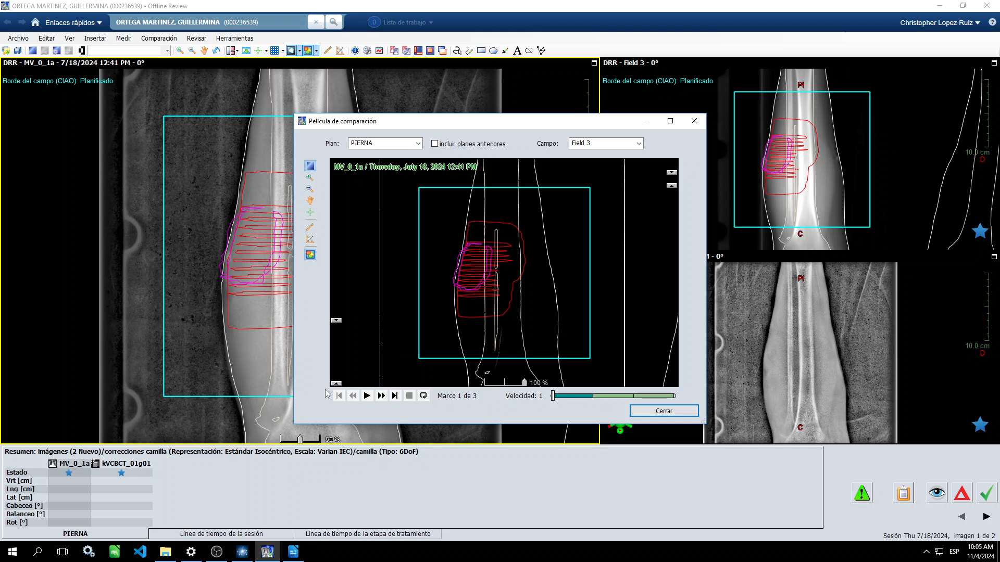 ORTEGA MARTINEZ, GUILLERMINA (000236539) - Offline Review
Enlaces rápidos
ORTEGA MARTINEZ, GUILLERMINA (000236539)
0 Lista de trabajo
Christopher Lopez Ruiz
Archivo Editar Ver Insertar Medir Comparación Revisar Herramientas
DRR - MV_0_1a - 7/18/2024 12:41 PM - 0°
DRR - Field 3 - 0°
Borde del campo (CIAO): Planificado
Borde del campo (CIAO): Planificado
Pi
Película de comparación
Plan: PIERNA
incluir planes anteriores
Campo: Field 3
10.0 cm
D
MV_0_1a / Thursday, July 18, 2024 12:41 PM
C
M - 0°
Pi
10.0 cm
D
100 %
Marco 1 de 3
Velocidad: 1
Cerrar
C
50 %
Resumen: imágenes (2 Nuevo)/correcciones camilla (Representación: Estándar Isocéntrico, Escala: Varian IEC)/camilla (Tipo: 6DoF)
MV_0_1a kVCBCT_01g01
Estado
Vrt [cm]
Lng [cm]
Lat [cm]
Cabeceo [°]
Balanceo [°]
Rot [°]
PIERNA
Línea de tiempo de la sesión
Línea de tiempo de la etapa de tratamiento
Sesión Thu 7/18/2024, imagen 1 de 2
ESP
10:05 AM
11/4/2024